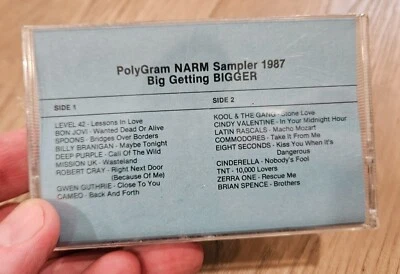 PolyGram NARM Sampler 1987
Big Getting BIGGER
SIDE 1
LEVEL 42 - Lessons In Love
BON JOVI - Wanted Dead Or Alive
SPOONS - Bridges Over Borders
BILLY BRANIGAN - Maybe Tonight
DEEP PURPLE - Call Of The Wild
MISSION UK - Wasteland
ROBERT CRAY - Right Next Door
(Because Of Me)
GWEN GUTHRIE - Close To You
CAMEO - Back And Forth
SIDE 2
KOOL & THE GANG - Stone Love
CINDY VALENTINE - In Your Midnight Hour
LATIN RASCALS - Macho Mozart
COMMODORES - Take It From Me
EIGHT SECONDS - Kiss You When It's
Dangerous
CINDERELLA - Nobody's Fool
TNT - 10,000 Lovers
ZERRA ONE - Rescue Me
BRIAN SPENCE - Brothers